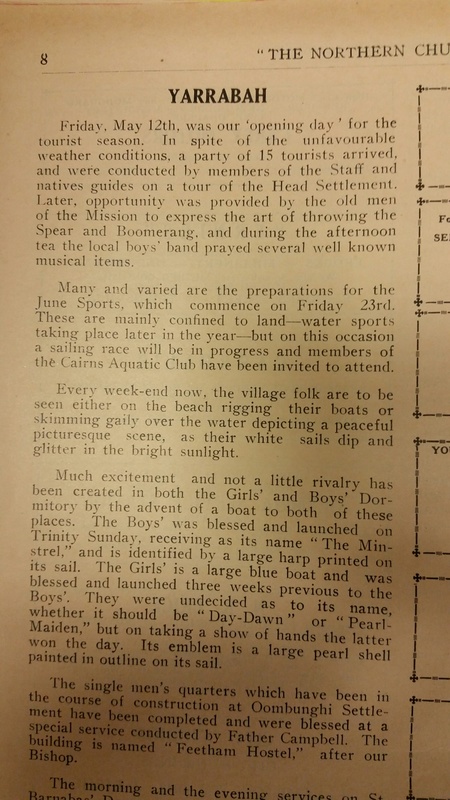 8
"THE NORTHERN CHU
YARRABAH
Friday, May 12th, was our 'opening day' for the
tourist season. In spite of the unfavourable
weather conditions, a party of 15 tourists arrived,
and were conducted by members of the Staff and
natives guides on a tour of the Head Settlement.
Later, opportunity was provided by the old men
of the Mission to express the art of throwing the
Spear and Boomerang, and during the afternoon
tea the local boys' band prayed several well known
musical items.
Many and varied are the preparations for the
June Sports, which commence on Friday 23rd.
These are mainly confined to land—water sports
taking place later in the year—but on this occasion
a sailing race will be in progress and members of
the Cairns Aquatic Club have been invited to attend.
Every week-end now, the village folk are to be
seen either on the beach rigging their boats or
skimming gaily over the water depicting a peaceful
picturesque scene, as their white sails dip and
glitter in the bright sunlight.
Much excitement and not a little rivalry has
been created in both the Girls' and Boys' Dor-
mitory by the advent of a boat to both of these
places. The Boys' was blessed and launched on
Trinity Sunday, receiving as its name "The Min-
strel," and is identified by a large harp printed on
its sail. The Girls' is a large blue boat and was
blessed and launched three weeks previous to the
Boys'. They were undecided as to its name,
whether it should be "Day-Dawn" or "Pearl-
Maiden," but on taking a show of hands the latter
won the day. Its emblem is a large pearl shell
painted in outline on its sail.
The single men's quarters which have been in
the course of construction at Oombunghi Settle-
ment have been completed and were blessed at a
special service conducted by Father Campbell. The
building is named "Feetham Hostel," after our
Bishop.
The morning and the evening services on St.
Barnabas'
Fo
SE
YO